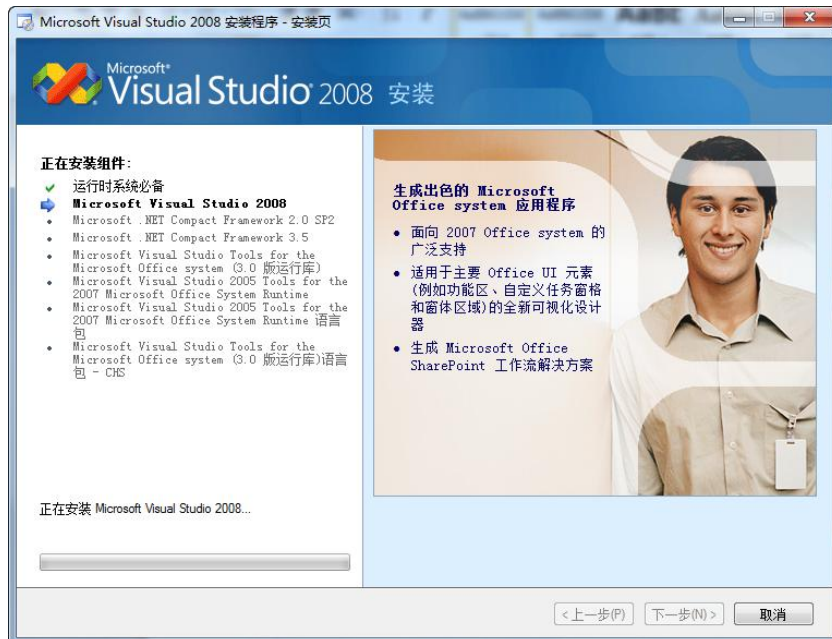 Microsoft Visual Studio 2008 安装程序 - 安装页
Microsoft®
Visual Studio® 2008 安装
正在安装组件:
运行时系统必备
Microsoft Visual Studio 2008
Microsoft .NET Compact Framework 2.0 SP2
Microsoft .NET Compact Framework 3.5
Microsoft Visual Studio Tools for the
Microsoft Office system (3.0 版运行库)
Microsoft Visual Studio 2005 Tools for the
2007 Microsoft Office System Runtime
Microsoft Visual Studio 2005 Tools for the
2007 Microsoft Office System Runtime 语言
包
Microsoft Visual Studio Tools for the
Microsoft Office system (3.0 版运行库)语言
包 - CHS
正在安装 Microsoft Visual Studio 2008...
生成出色的 Microsoft
Office system 应用程序
• 面向 2007 Office system 的
广泛支持
• 适用于主要 Office UI 元素
(例如功能区、自定义任务窗格
和窗体区域)的全新可视化设计
器
• 生成 Microsoft Office
SharePoint 工作流解决方案
<上一步(P)
下一步(N)>
取消